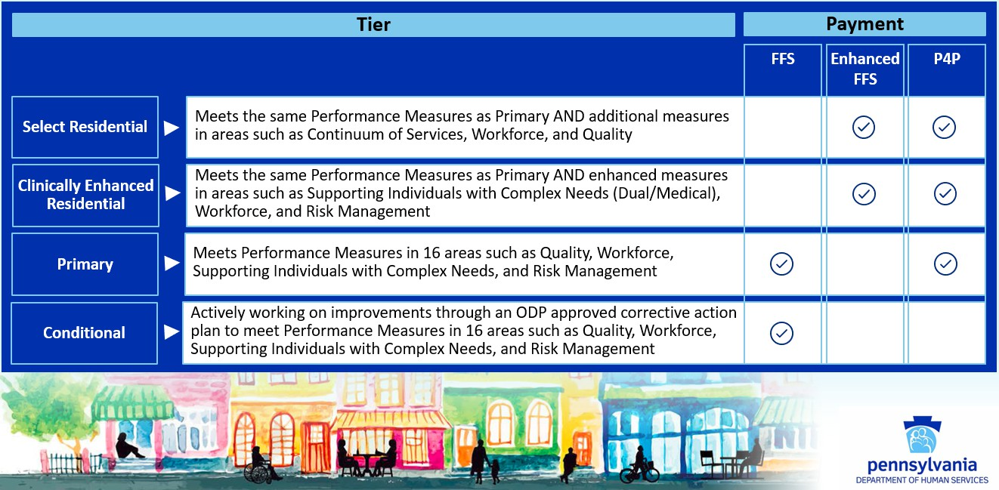 Tier
Payment
FFS
Enhanced
FFS
P4P
Select Residential
Meets the same Performance Measures as Primary AND additional measures
in areas such as Continuum of Services, Workforce, and Quality
Clinically Enhanced
Residential
Meets the same Performance Measures as Primary AND enhanced measures
in areas such as Supporting Individuals with Complex Needs (Dual/Medical),
Workforce, and Risk Management
Primary
Meets Performance Measures in 16 areas such as Quality, Workforce,
Supporting Individuals with Complex Needs, and Risk Management
Conditional
Actively working on improvements through an ODP approved corrective action
plan to meet Performance Measures in 16 areas such as Quality, Workforce,
Supporting Individuals with Complex Needs, and Risk Management
pennsylvania
DEPARTMENT OF HUMAN SERVICES